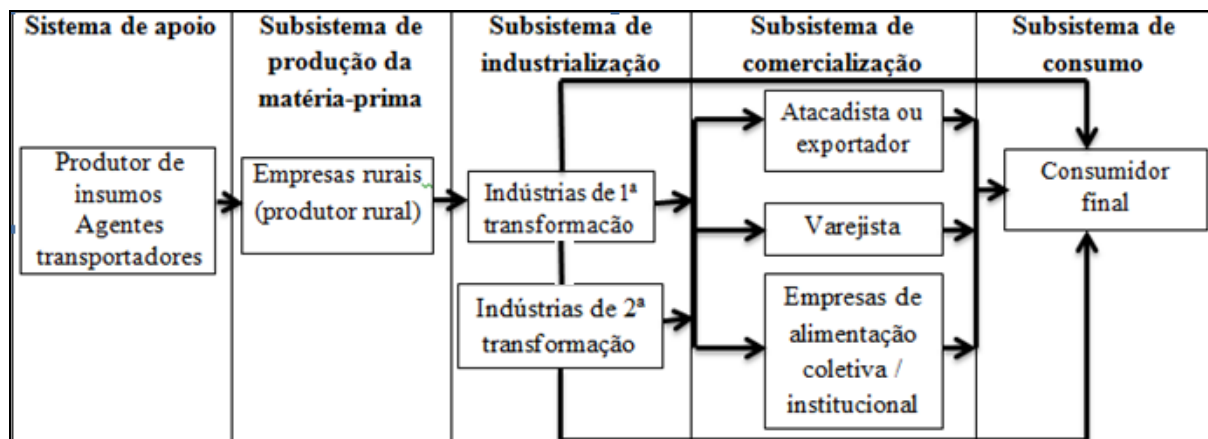 Sistema de apoio
Subsistema de
produção da
matéria-prima
Subsistema de
industrialização
Subsistema de
comercialização
Subsistema de
consumo
Produtor de
insumos
Agentes
transportadores
Empresas rurais
(produtor rural)
Indústrias de 1ª
transformação
Indústrias de 2ª
transformação
Atacadista ou
exportador
Varejista
Empresas de
alimentação
coletiva /
institucional
Consumidor
final